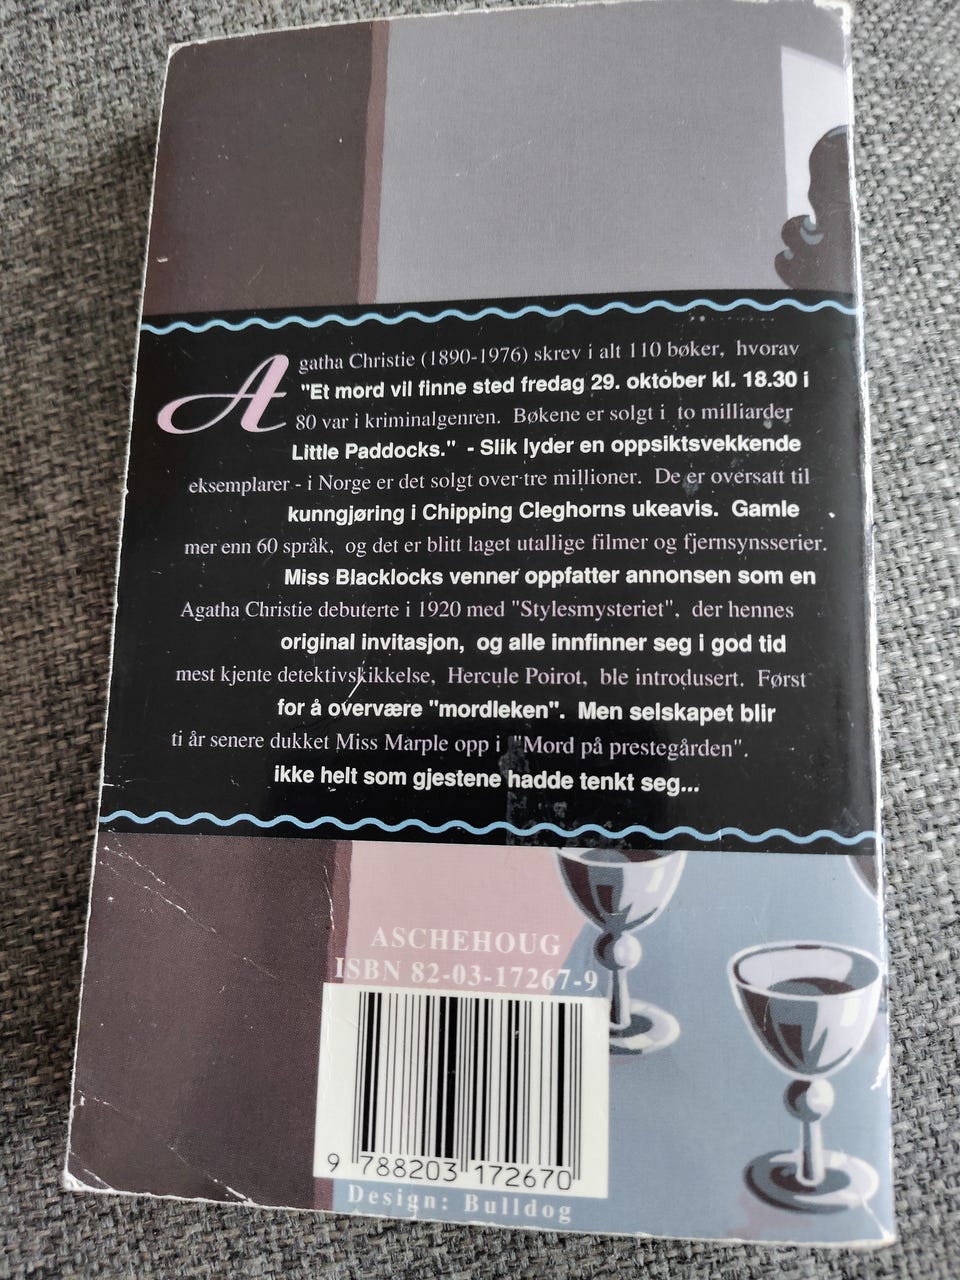 Agatha Christie (1890-1976) skrev i alt 110 bøker, hvorav
"Et mord vil finne sted fredag 29. oktober kl. 18.30 i
80 var i kriminalgenren. Bøkene er solgt i to milliarder
Little Paddocks." - Slik lyder en oppsiktsvekkende
eksemplarer - i Norge er det solgt over tre millioner. De er oversatt til
kunngjøring i Chipping Cleghorns ukeavis. Gamle
mer enn 60 språk, og det er blitt laget utallige filmer og fjernsynsserier.
Miss Blacklocks venner oppfatter annonsen som en
Agatha Christie debuterte i 1920 med "Stylesmysteriet", der hennes
original invitasjon, og alle innfinner seg i god tid
mest kjente detektivskikkelse, Hercule Poirot, ble introdusert. Først
for å overvære "mordleken". Men selskapet blir
ti år senere dukket Miss Marple opp i "Mord på prestegården".
ikke helt som gjestene hadde tenkt seg...
ASCHEHOUG
ISBN 82-03-17267-9
9 788203 172670
Design: Bulldog